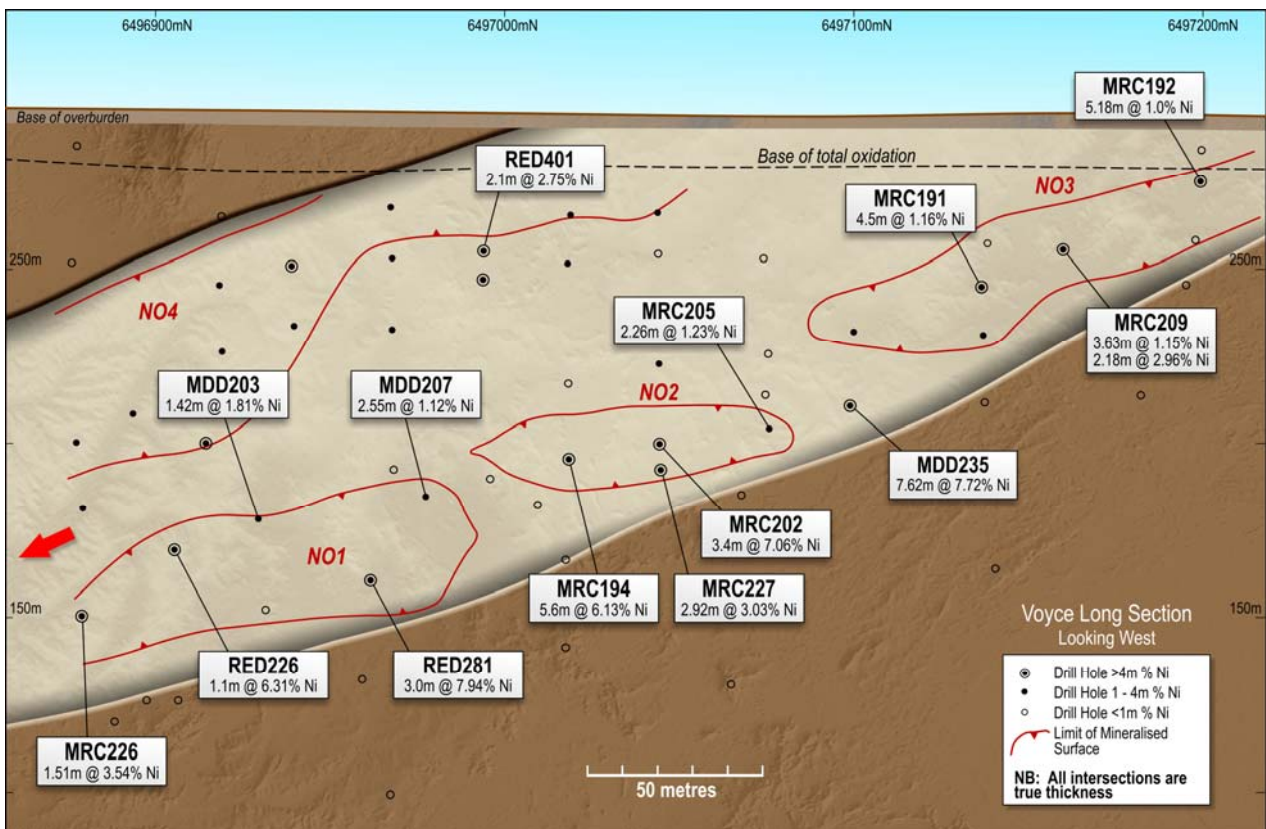 6496900mN
6497000mN
6497100mN
6497200mN
Base of overburden
MRC192
5.18m @ 1.0% Ni
RED401
2.1m @ 2.75% Ni
Base of total oxidation
NO3
MRC191
4.5m @ 1.16% Ni
250m
250m
NO4
MRC205
2.26m @ 1.23% Ni
MRC209
3.63m @ 1.15% Ni
2.18m @ 2.96% Ni
MDD203
1.42m @ 1.81% Ni
MDD207
2.55m @ 1.12% Ni
NO2
MDD235
7.62m @ 7.72% Ni
MRC202
3.4m @ 7.06% Ni
NO1
MRC194
5.6m @ 6.13% Ni
MRC227
2.92m @ 3.03% Ni
150m
150m
RED226
1.1m @ 6.31% Ni
RED281
3.0m @ 7.94% Ni
MRC226
1.51m @ 3.54% Ni
50 metres
Voyce Long Section
Looking West
Drill Hole >4m % Ni
Drill Hole 1 - 4m % Ni
Drill Hole <1m % Ni
Limit of Mineralised
Surface
NB: All intersections are
true thickness